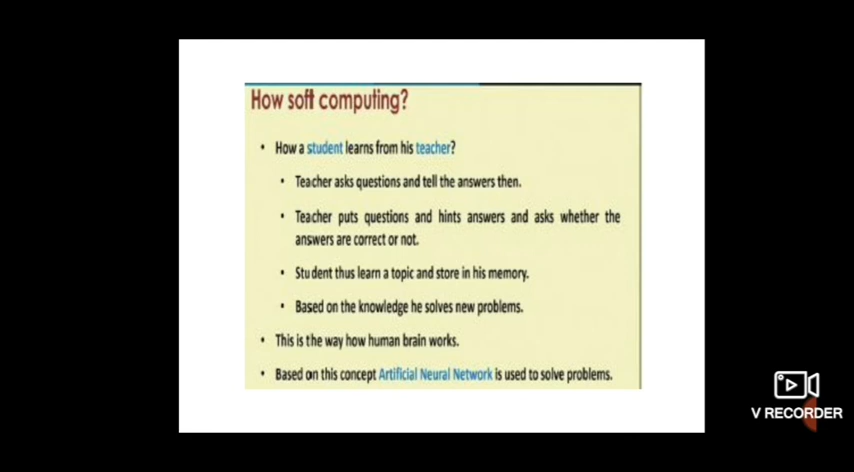 How soft computing?
• How a student learns from his teacher?
• Teacher asks questions and tell the answers then.
• Teacher puts questions and hints answers and asks whether the
answers are correct or not.
• Student thus learn a topic and store in his memory.
• Based on the knowledge he solves new problems.
• This is the way how human brain works.
• Based on this concept Artificial Neural Network is used to solve problems.
V RECORDER